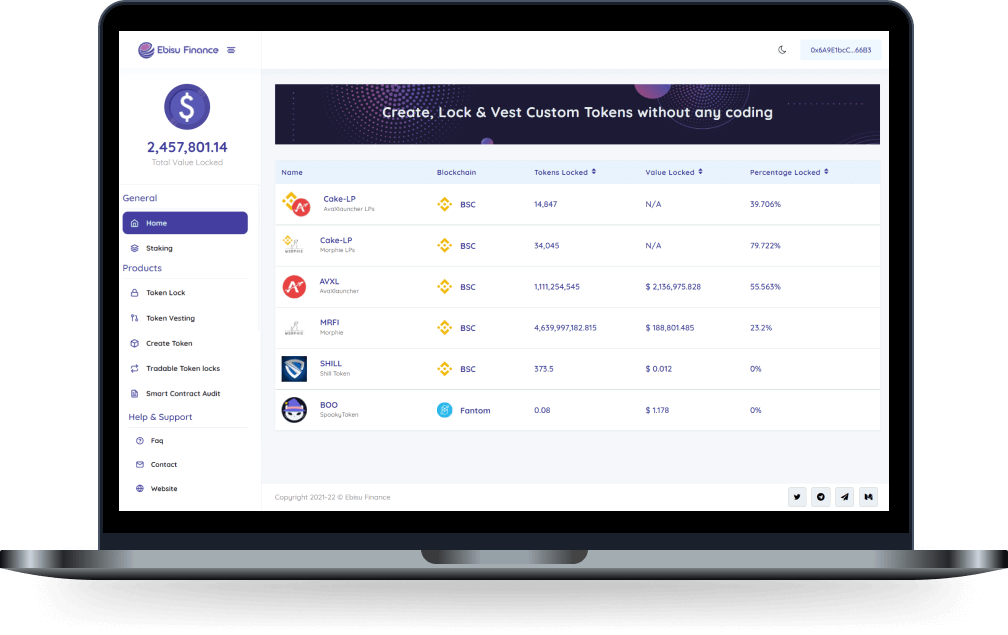 Ebisu Finance
0x6A9E1bcC...66B3
$
2,457,801.14
Total Value Locked
General
Home
Staking
Products
Token Lock
Token Vesting
Create Token
Tradable Token locks
Smart Contract Audit
Help & Support
Faq
Contact
Website
Create, Lock & Vest Custom Tokens without any coding
Name Blockchain Tokens Locked Value Locked Percentage Locked
Cake-LP BSC 14,847 N/A 39.706%
AvaXlauncher LPs
Cake-LP BSC 34,045 N/A 79.722%
Morphie LPs
AVXL BSC 1,111,254,545 $ 2,136,975.828 55.563%
AvaXlauncher
MRFI BSC 4,639,997,182.815 $ 188,801.485 23.2%
Morphie
SHILL BSC 373.5 $ 0.012 0%
Shill Token
BOO Fantom 0.08 $ 1.178 0%
SpookyToken
Copyright 2021-22 © Ebisu Finance